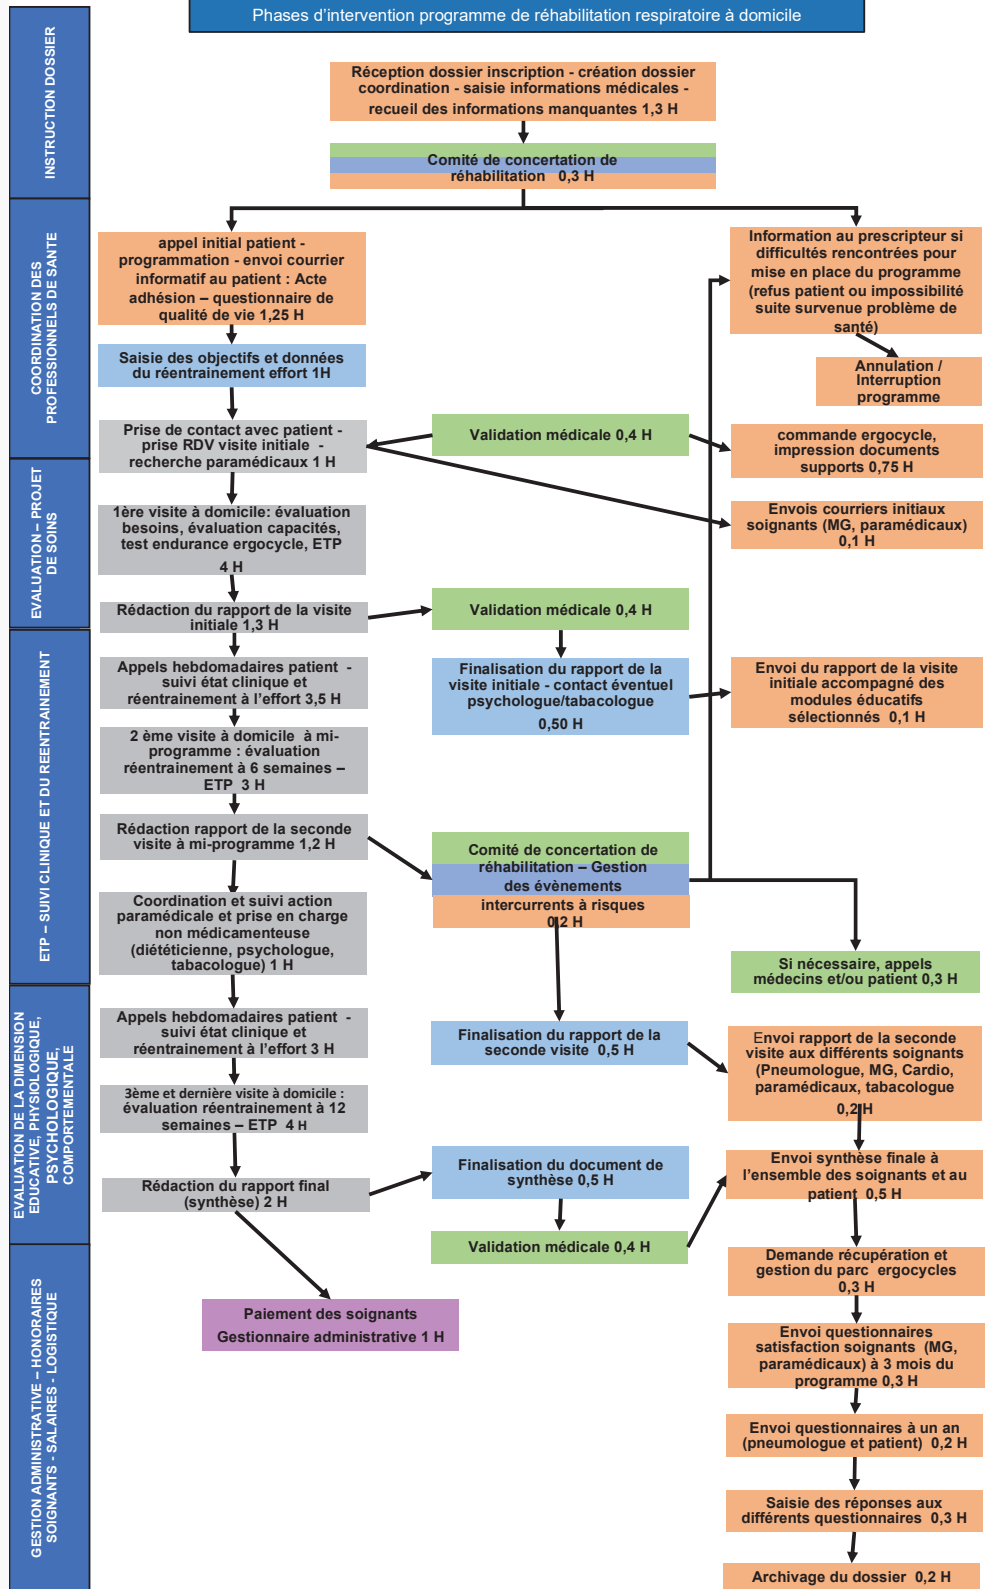 Phases d’intervention programme de réhabilitation respiratoire à domicile
INSTRUCTION DOSSIER
Réception dossier inscription - création dossier
coordination - saisie informations médicales -
recueil des informations manquantes 1,3 H
Comité de concertation de
réhabilitation 0,3 H
COORDINATION DES
PROFESSIONNELS DE SANTE
appel initial patient -
programmation - envoi courrier
informatif au patient : Acte
adhésion – questionnaire de
qualité de vie 1,25 H
Information au prescripteur si
difficultés rencontrées pour
mise en place du programme
(refus patient ou impossibilité
suite survenue problème de
santé)
Saisie des objectifs et données
du réentrainement effort 1H
Annulation /
Interruption
programme
Prise de contact avec patient -
prise RDV visite initiale -
recherche paramédicaux 1 H
Validation médicale 0,4 H
commande ergocycle,
impression documents
supports 0,75 H
EVALUATION – PROJET
DE SOINS
1ère visite à domicile: évaluation
besoins, évaluation capacités,
test endurance ergocycle, ETP
4 H
Envois courriers initiaux
soignants (MG, paramédicaux)
0,1 H
Rédaction du rapport de la visite
initiale 1,3 H
Validation médicale 0,4 H
ETP – SUIVI CLINIQUE ET DU REENTRAINEMENT
Appels hebdomadaires patient -
suivi état clinique et
réentrainement à l’effort 3,5 H
Finalisation du rapport de la
visite initiale - contact éventuel
psychologue/tabacologue
0,50 H
Envoi du rapport de la visite
initiale accompagné des
modules éducatifs
sélectionnés 0,1 H
2 ème visite à domicile à mi-
programme : évaluation
réentrainement à 6 semaines –
ETP 3 H
Rédaction rapport de la seconde
visite à mi-programme 1,2 H
Comité de concertation de
réhabilitation – Gestion
des évènements
intercurrents à risques
0,2 H
Coordination et suivi action
paramédicale et prise en charge
non médicamenteuse
(diététicienne, psychologue,
tabacologue) 1 H
Si nécessaire, appels
médecins et/ou patient 0,3 H
EVALUATION DE LA DIMENSION
EDUCATIVE, PHYSIOLOGIQUE,
PSYCHOLOGIQUE,
COMPORTEMENTALE
Appels hebdomadaires patient -
suivi état clinique et
réentrainement à l’effort 3 H
Finalisation du rapport de la
seconde visite 0,5 H
Envoi rapport de la seconde
visite aux différents soignants
(Pneumologue, MG, Cardio,
paramédicaux, tabacologue
0,2 H
3ème et dernière visite à domicile :
évaluation réentrainement à 12
semaines – ETP 4 H
Rédaction du rapport final
(synthèse) 2 H
Finalisation du document de
synthèse 0,5 H
Envoi synthèse finale à
l’ensemble des soignants et au
patient 0,5 H
Validation médicale 0,4 H
GESTION ADMINISTRATIVE – HONORAIRES
SOIGNANTS - SALAIRES - LOGISTIQUE
Demande récupération et
gestion du parc ergocycles
0,3 H
Paiement des soignants
Gestionnaire administrative 1 H
Envoi questionnaires
satisfaction soignants (MG,
paramédicaux) à 3 mois du
programme 0,3 H
Envoi questionnaires à un an
(pneumologue et patient) 0,2 H
Saisie des réponses aux
différents questionnaires 0,3 H
Archivage du dossier 0,2 H